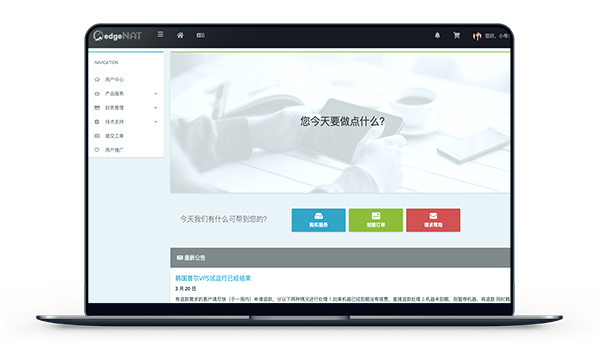 edgeNAT
您好，小
NAVIGATION
用户中心
产品服务
财务管理
技术支持
提交工单
用户推广
您今天要做点什么?
今天我们有什么可帮到您的?
购买服务
创建订单
请求帮助
最新公告
韩国首尔VPS试运行已经结束
3 月 20 日
有退款需求的客户请尽快（于一周内）申请退款，分以下两种情况进行处理 1.如果机器已经到期没有续费，直接退款处理 2.机器未到期，则暂停机器，再退款 同时